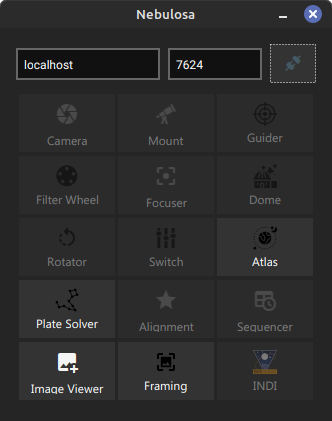 Nebulosa
localhost 7624
Camera Mount Guider
Filter Wheel Focuser Dome
Rotator Switch Atlas
Plate Solver Alignment Sequencer
Image Viewer Framing INDI